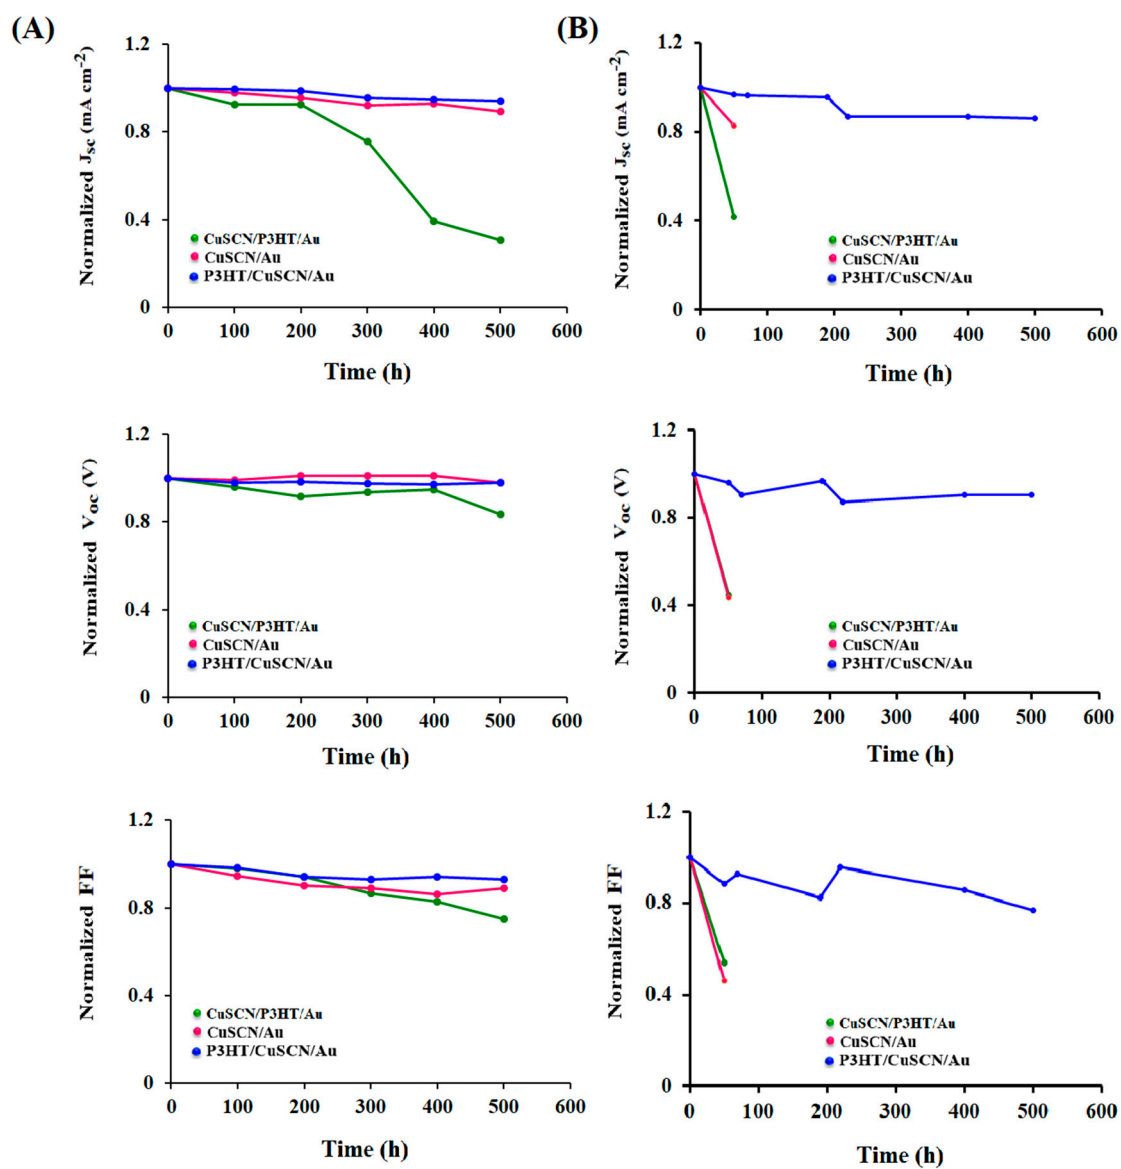 (A)
Normalized Jsc (mA cm-2)
1.2
0.8
0.4
0
CuSCN/P3HT/Au
CuSCN/Au
P3HT/CuSCN/Au
0 100 200 300 400 500 600
Time (h)
(B)
Normalized Jsc (mA cm-2)
1.2
0.8
0.4
0
CuSCN/P3HT/Au
CuSCN/Au
P3HT/CuSCN/Au
0 100 200 300 400 500 600
Time (h)
Normalized Voc (V)
1.2
0.8
0.4
0
CuSCN/P3HT/Au
CuSCN/Au
P3HT/CuSCN/Au
0 100 200 300 400 500 600
Time (h)
Normalized Voc (V)
1.2
0.8
0.4
0
CuSCN/P3HT/Au
CuSCN/Au
P3HT/CuSCN/Au
0 100 200 300 400 500 600
Time (h)
Normalized FF
1.2
0.8
0.4
0
CuSCN/P3HT/Au
CuSCN/Au
P3HT/CuSCN/Au
0 100 200 300 400 500 600
Time (h)
Normalized FF
1.2
0.8
0.4
0
CuSCN/P3HT/Au
CuSCN/Au
P3HT/CuSCN/Au
0 100 200 300 400 500 600
Time (h)